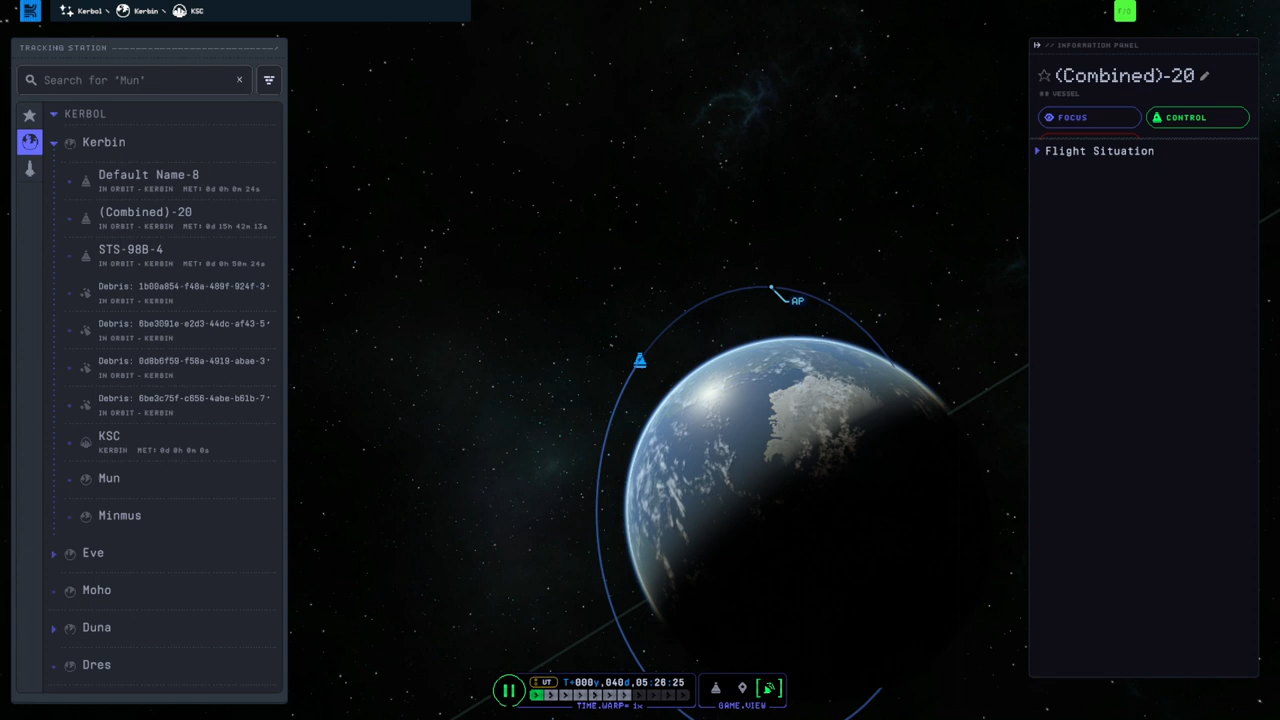 Kerbol
Kerbin
KSC
F/O
TRACKING STATION
Search for "Mun"
KERBOL
Kerbin
Default Name-8
IN ORBIT - KERBIN MET: 0d 0h 0m 24s
(Combined)-20
IN ORBIT - KERBIN MET: 0d 15h 42m 13s
STS-98B-4
IN ORBIT - KERBIN MET: 0d 0h 50m 24s
Debris: 1b00a854-f48a-489f-924f-3
IN ORBIT - KERBIN
Debris: 6be3091e-e2d3-44dc-af43-5
IN ORBIT - KERBIN
Debris: 0d8b6f59-f58a-4919-abae-3
IN ORBIT - KERBIN
Debris: 6be3c75f-c656-4abe-b61b-7
IN ORBIT - KERBIN
KSC
KERBIN MET: 0d 0h 0m 0s
Mun
Minmus
Eve
Moho
Duna
Dres
AP
UT T+000y,040d,05:26:25
TIME.WARP= 1x
GAME.VIEW
// INFORMATION PANEL
(Combined)-20
## VESSEL
FOCUS
CONTROL
Flight Situation